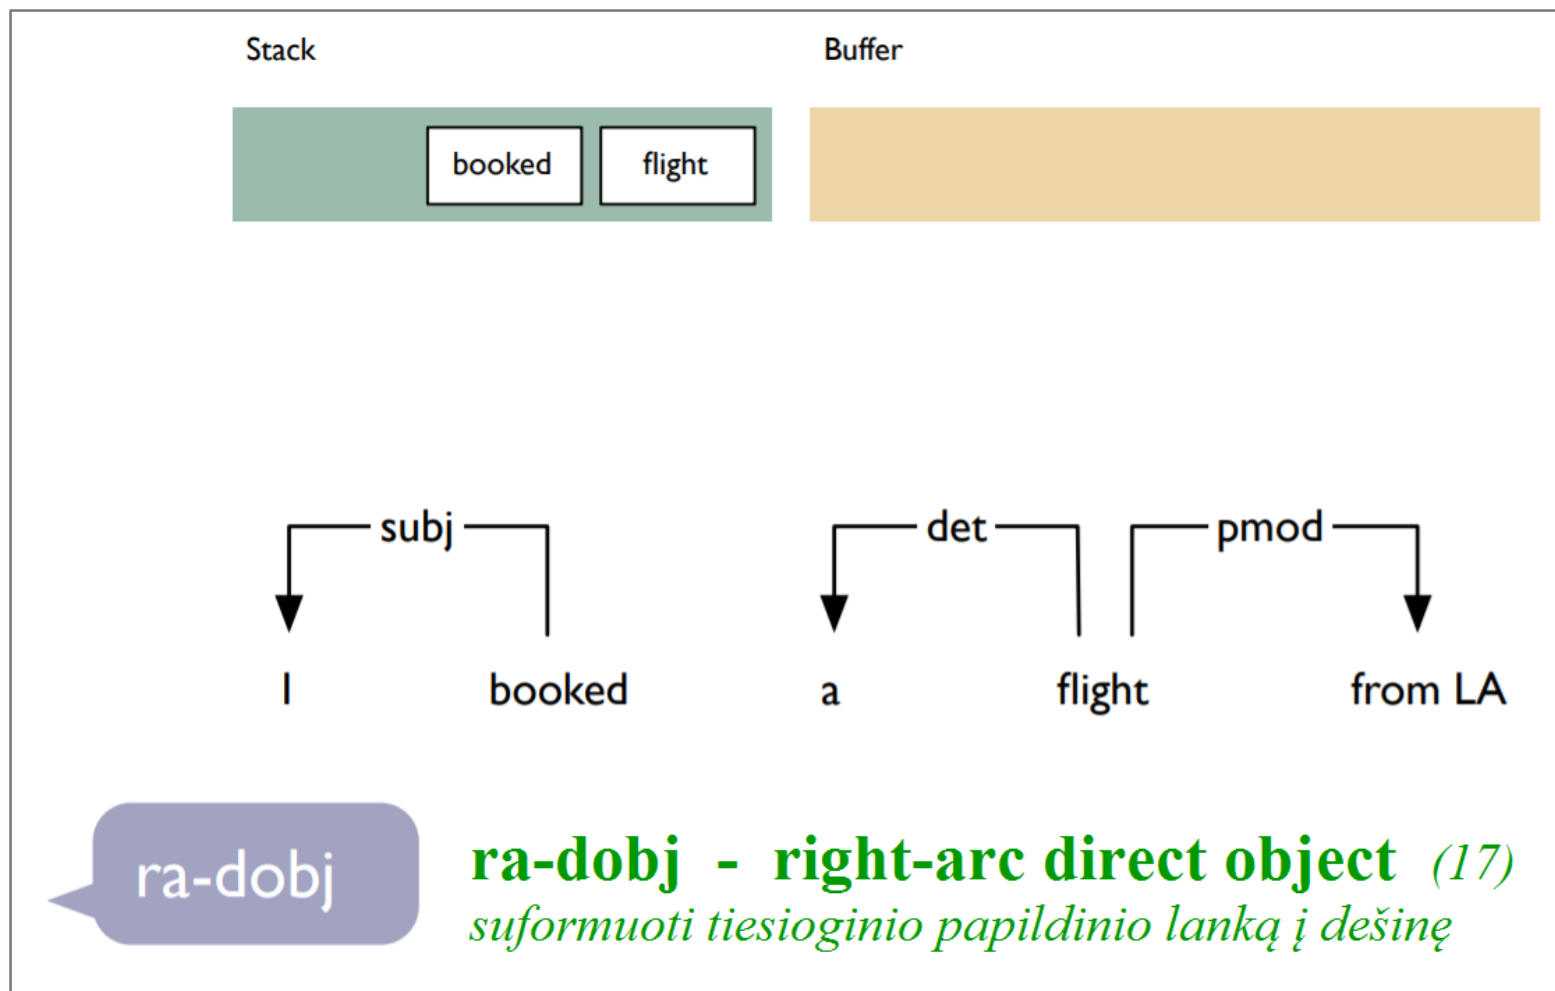 Stack Buffer
booked flight
subj det pmod
I booked a flight from LA
ra-dobj
ra-dobj - right-arc direct object (17)
suformuoti tiesioginio papildinio lanką į dešinę